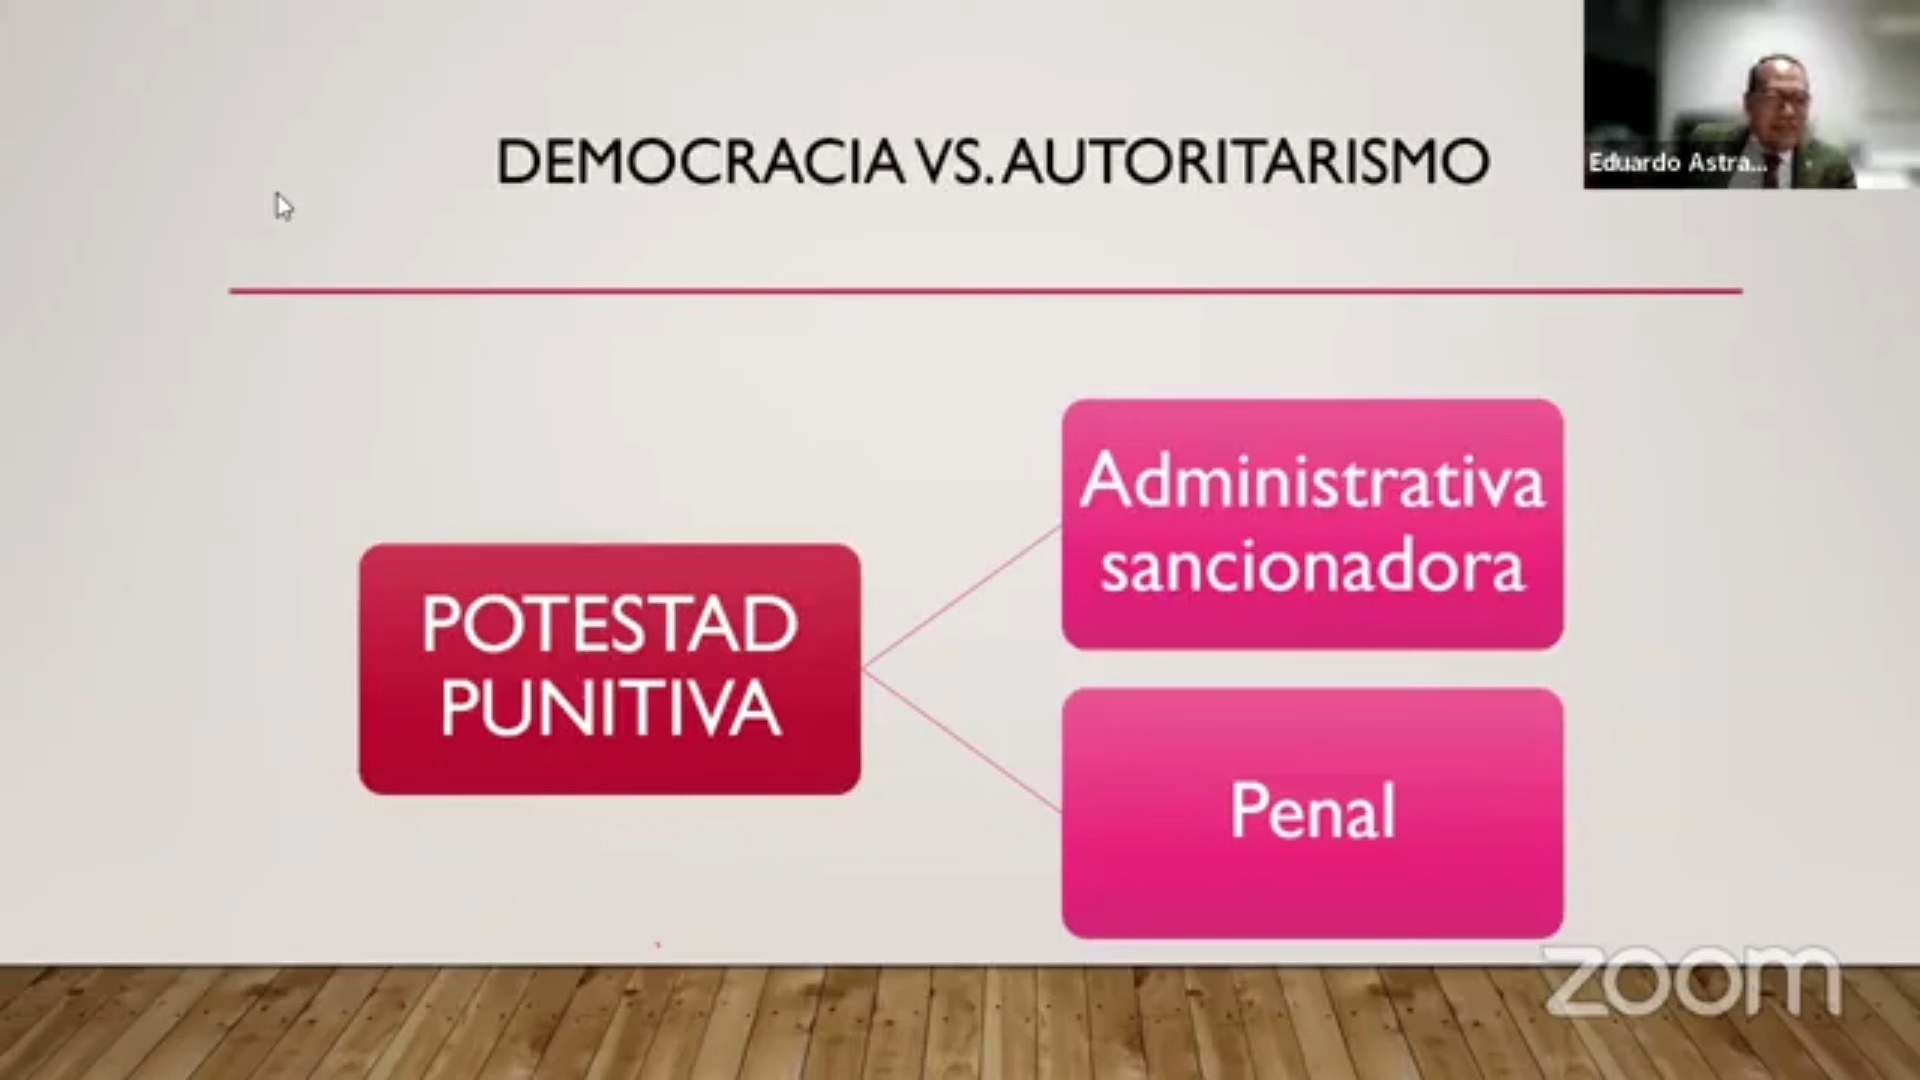 DEMOCRACIA VS. AUTORITARISMO
Eduardo Astra...
POTESTAD
PUNITIVA
Administrativa
sancionadora
Penal
zoom